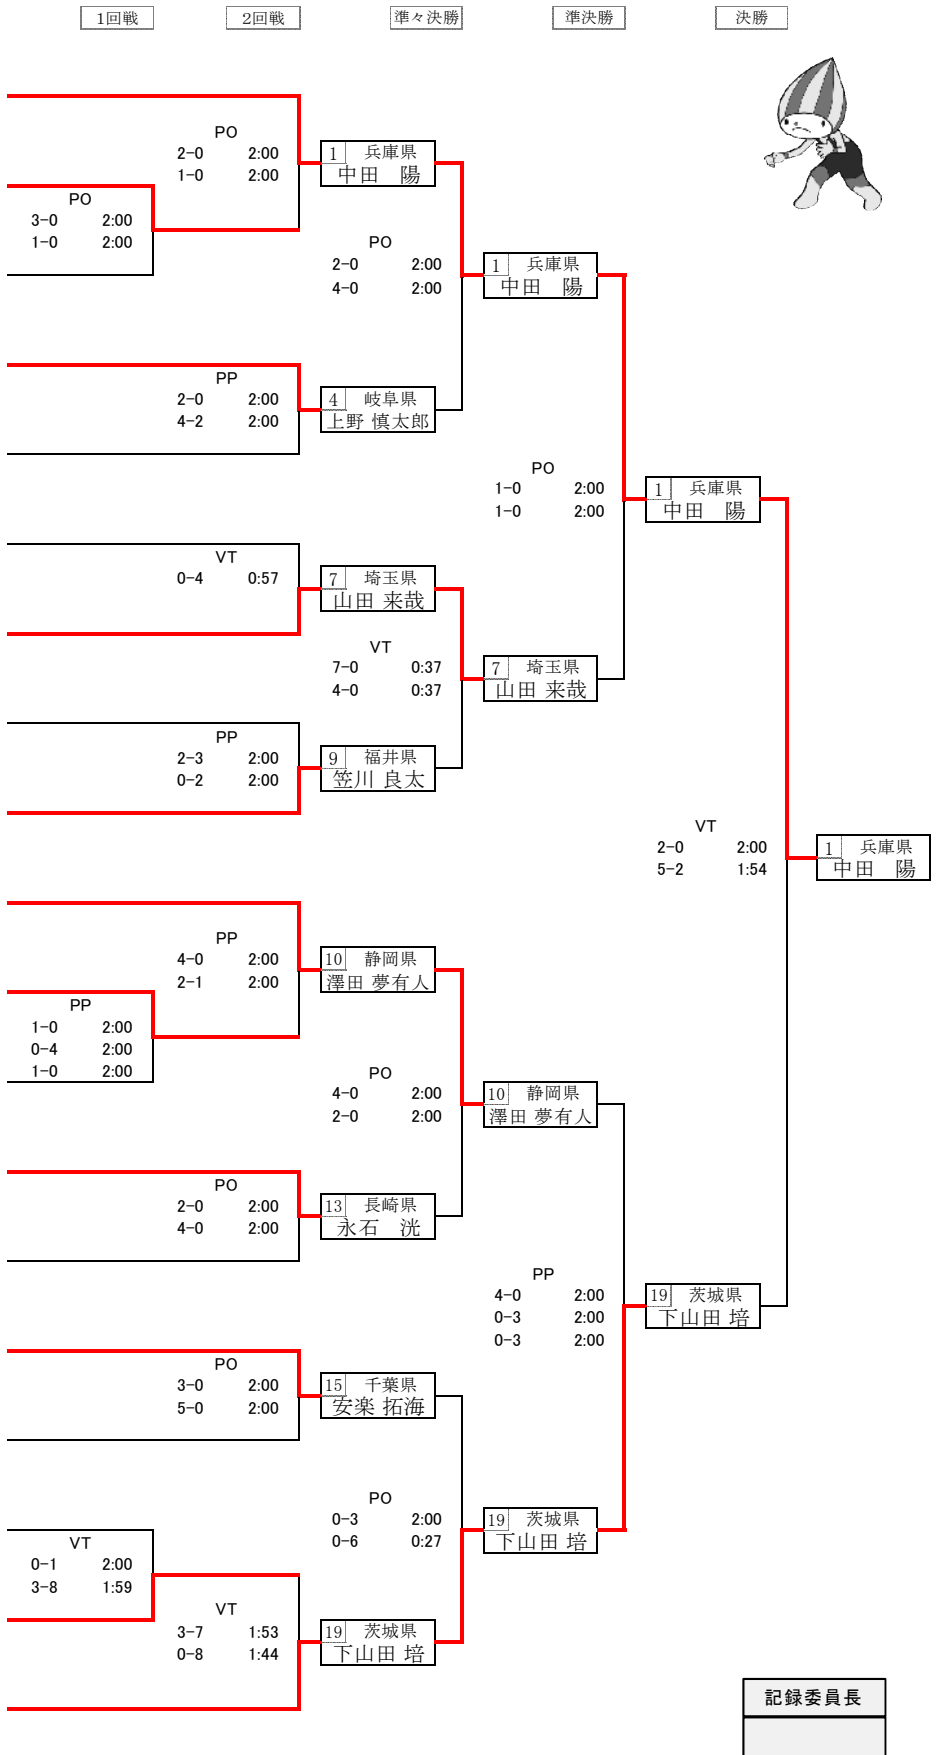 1回戦 2回戦 準々決勝 準決勝 決勝
PO
2-0 2:00
1-0 2:00
1 兵庫県
中田 陽
PO
3-0 2:00
1-0 2:00
PO
2-0 2:00
4-0 2:00
1 兵庫県
中田 陽
PP
2-0 2:00
4-2 2:00
4 岐阜県
上野 慎太郎
PO
1-0 2:00
1-0 2:00
1 兵庫県
中田 陽
VT
0-4 0:57
7 埼玉県
山田 来哉
VT
7-0 0:37
4-0 0:37
7 埼玉県
山田 来哉
PP
2-3 2:00
0-2 2:00
9 福井県
笠川 良太
VT
2-0 2:00
5-2 1:54
1 兵庫県
中田 陽
PP
4-0 2:00
2-1 2:00
10 静岡県
澤田 夢有人
PP
1-0 2:00
0-4 2:00
1-0 2:00
PO
4-0 2:00
2-0 2:00
10 静岡県
澤田 夢有人
PO
2-0 2:00
4-0 2:00
13 長崎県
永石 洸
PP
4-0 2:00
0-3 2:00
0-3 2:00
19 茨城県
下山田 培
PO
3-0 2:00
5-0 2:00
15 千葉県
安楽 拓海
PO
0-3 2:00
0-6 0:27
19 茨城県
下山田 培
VT
0-1 2:00
3-8 1:59
VT
3-7 1:53
0-8 1:44
19 茨城県
下山田 培
記録委員長